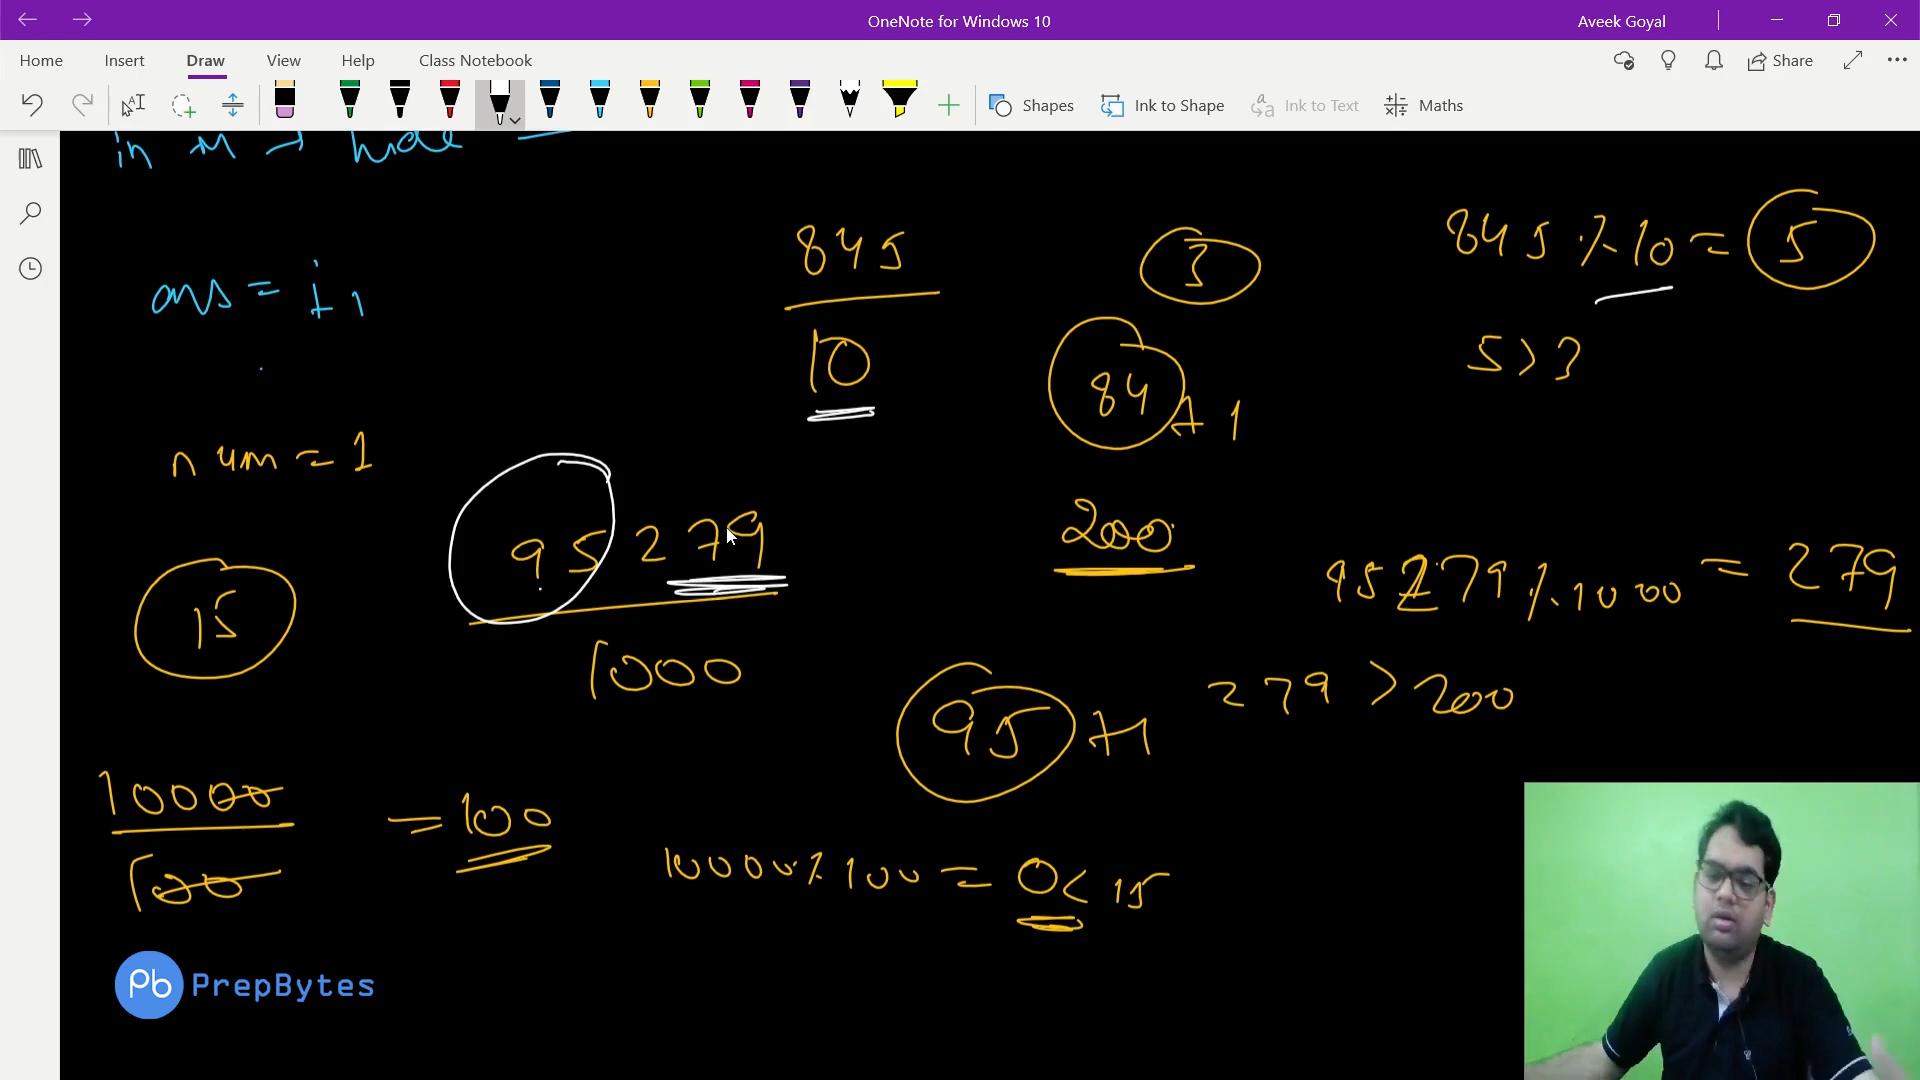 OneNote for Windows 10
Aveek Goyal
Home Insert Draw View Help Class Notebook
Share
Shapes Ink to Shape Ink to Text Maths
in
845
3
845 % 10 = 5
ans =
10
84 + 1
5 > 3
num = 1
95279
200
95279 % 1000 = 279
15
1000
95 +1
279 > 200
10000
= 100
100
10000 % 100 = 0 < 15
Pb PrepBytes